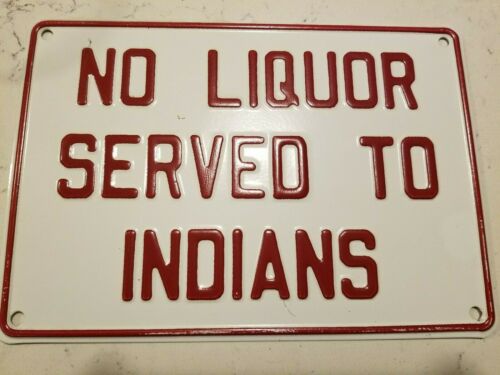 NO LIQUOR
SERVED TO
INDIANS